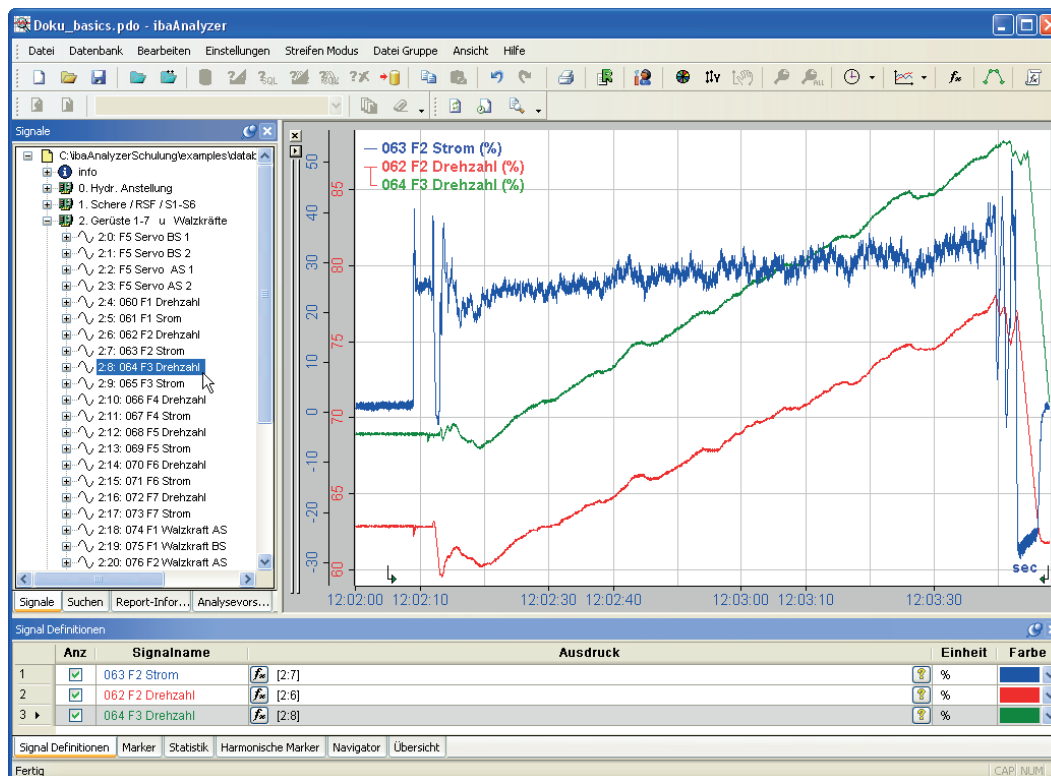 Doku_basics.pdo - ibaAnalyzer
Datei Datenbank Bearbeiten Einstellungen Streifen Modus Datei Gruppe Ansicht Hilfe
Signale
C:\ibaAnalyzerSchulung\examples\datab
info
0. Hydr. Anstellung
1. Schere / RSF / S1-S6
2. Gerüste 1-7 u Walzkräfte
2:0: F5 Servo BS 1
2:1: F5 Servo BS 2
2:2: F5 Servo AS 1
2:3: F5 Servo AS 2
2:4: 060 F1 Drehzahl
2:5: 061 F1 Srom
2:6: 062 F2 Drehzahl
2:7: 063 F2 Strom
2:8: 064 F3 Drehzahl
2:9: 065 F3 Strom
2:10: 066 F4 Drehzahl
2:11: 067 F4 Strom
2:12: 068 F5 Drehzahl
2:13: 069 F5 Strom
2:14: 070 F6 Drehzahl
2:15: 071 F6 Strom
2:16: 072 F7 Drehzahl
2:17: 073 F7 Strom
2:18: 074 F1 Walzkraft AS
2:19: 075 F1 Walzkraft BS
2:20: 076 F2 Walzkraft AS
Signale Suchen Report-Infor... Analysevors...
063 F2 Strom (%)
062 F2 Drehzahl (%)
064 F3 Drehzahl (%)
50
40
30
20
10
0
-10
-20
-30
85
80
75
70
65
60
sec
12:02:00 12:02:10 12:02:30 12:02:40 12:03:00 12:03:10 12:03:30
Signal Definitionen
Anz Signalname Ausdruck Einheit Farbe
1 063 F2 Strom fx [2:7] ? %
2 062 F2 Drehzahl fx [2:6] ? %
3 064 F3 Drehzahl fx [2:8] ? %
Signal Definitionen Marker Statistik Harmonische Marker Navigator Übersicht
Fertig CAP NUM